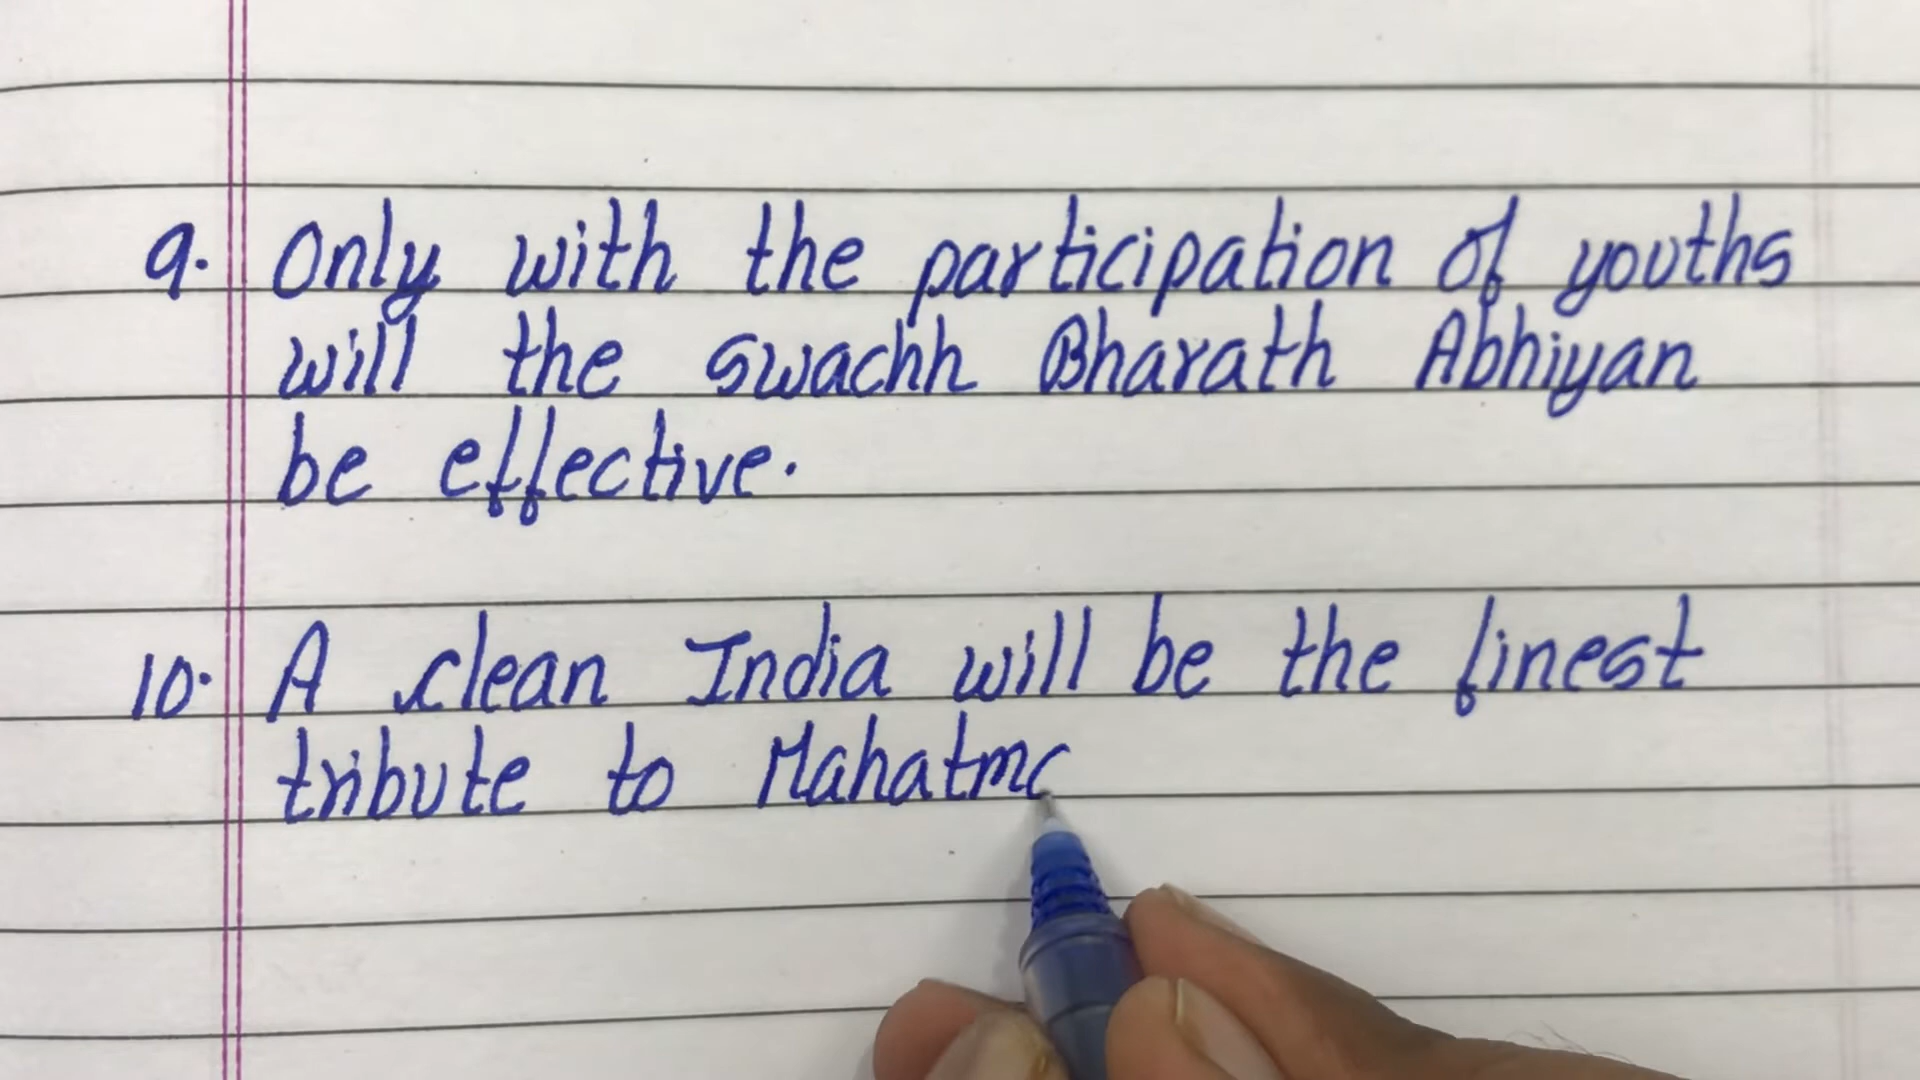 9. Only with the participation of youths
will the swachh Bharath Abhiyan
be effective.
10. A clean India will be the finest
tribute to Mahatmc